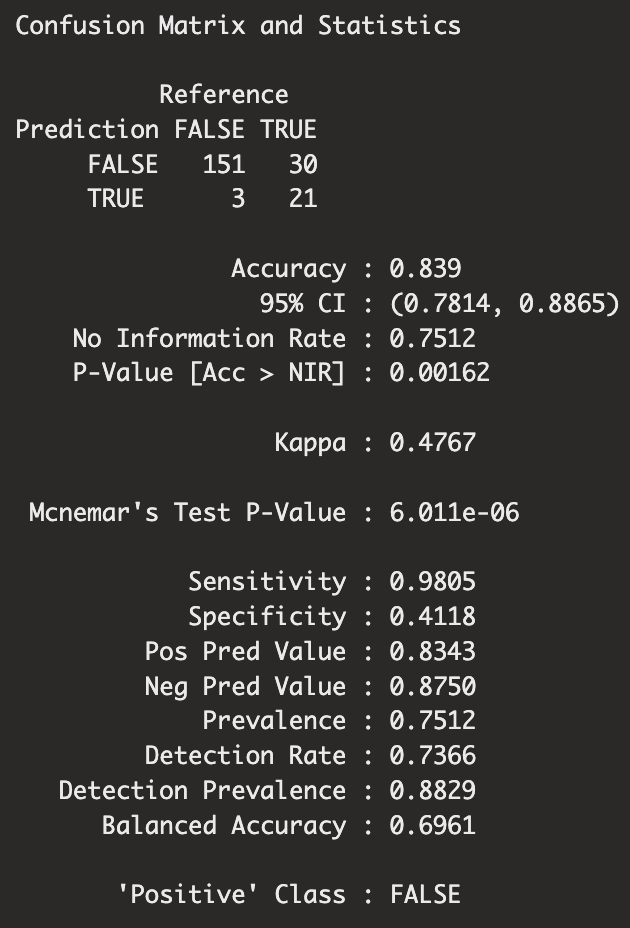 Confusion Matrix and Statistics
Reference
Prediction FALSE TRUE
FALSE 151 30
TRUE 3 21
Accuracy : 0.839
95% CI : (0.7814, 0.8865)
No Information Rate : 0.7512
P-Value [Acc > NIR] : 0.00162
Kappa : 0.4767
Mcnemar's Test P-Value : 6.011e-06
Sensitivity : 0.9805
Specificity : 0.4118
Pos Pred Value : 0.8343
Neg Pred Value : 0.8750
Prevalence : 0.7512
Detection Rate : 0.7366
Detection Prevalence : 0.8829
Balanced Accuracy : 0.6961
'Positive' Class : FALSE